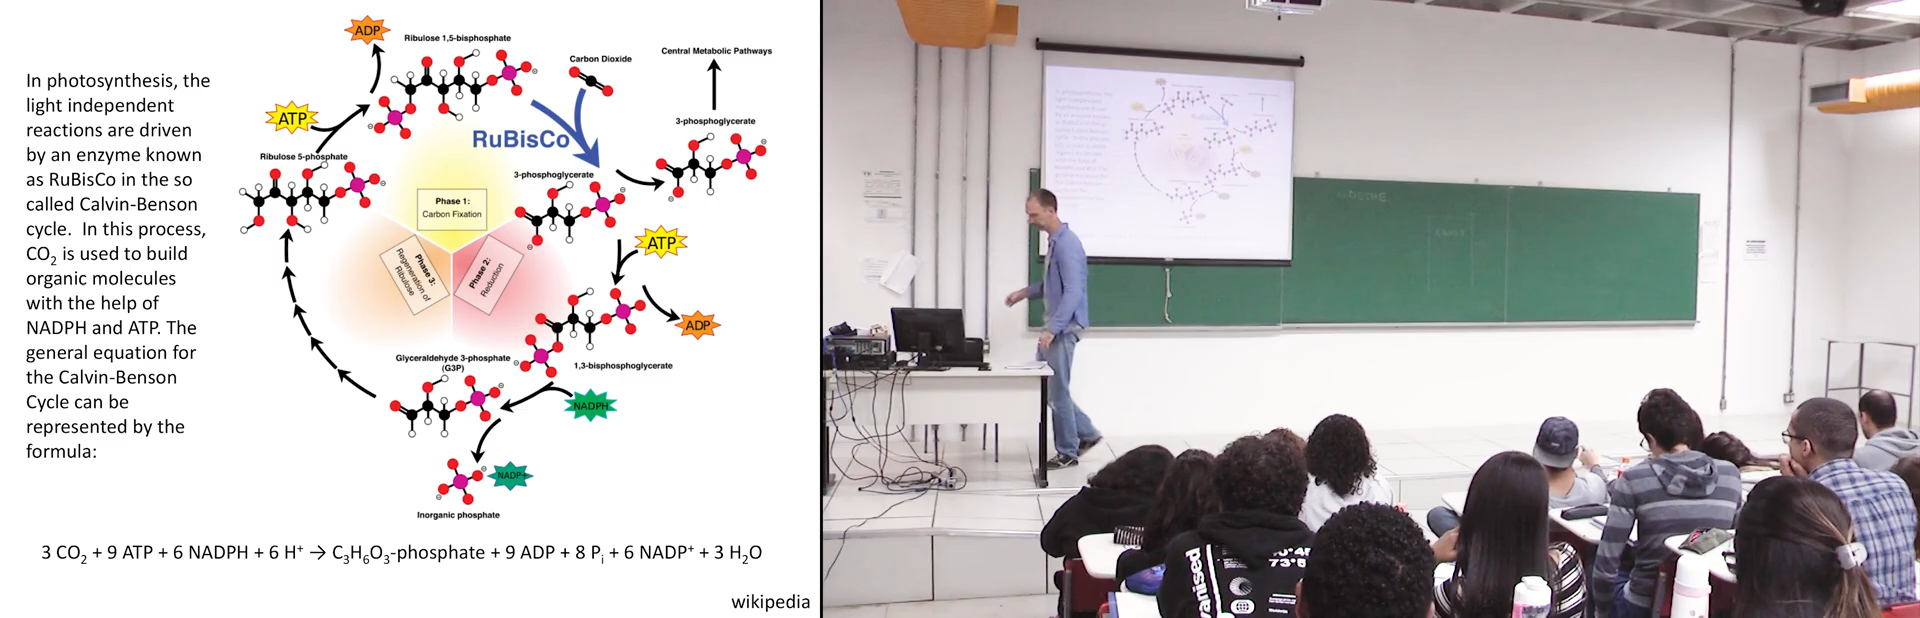 In photosynthesis, the
light independent
reactions are driven
by an enzyme known
as RuBisCo in the so
called Calvin-Benson
cycle.  In this process,
CO₂ is used to build
organic molecules
with the help of
NADPH and ATP. The
general equation for
the Calvin-Benson
Cycle can be
represented by the
formula:
ADP
Ribulose 1,5-bisphosphate
Carbon Dioxide
Central Metabolic Pathways
ATP
RuBisCo
3-phosphoglycerate
Ribulose 5-phosphate
3-phosphoglycerate
Phase 1:
Carbon Fixation
ATP
Phase 3:
Regeneration of
Ribulose
Phase 2:
Reduction
ADP
Glyceraldehyde 3-phosphate
(G3P)
1,3-bisphosphoglycerate
NADPH
NADP+
Inorganic phosphate
3 CO₂ + 9 ATP + 6 NADPH + 6 H⁺ → C₃H₆O₃-phosphate + 9 ADP + 8 Pᵢ + 6 NADP⁺ + 3 H₂O
wikipedia
vanised
73°